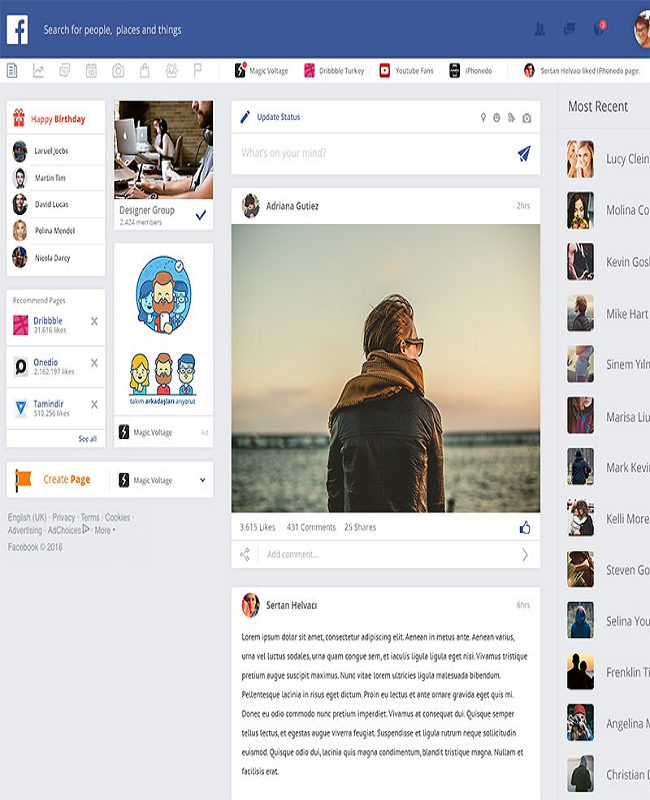 Search for people, places and things
Magic Voltage
Dribbble Turkey
Youtube Fans
iPhonedo
Sertan Helvacı liked iPhonedo page.
Happy Birthday
Laruel Jocbs
Martin Tim
David Lucas
Pelina Mendel
Nicola Darcy
Recommend Pages
Dribbble
31.616 likes
Onedio
2.162.197 likes
Tamindir
510.256 likes
See all
Create Page
Magic Voltage
English (UK) · Privacy · Terms · Cookies ·
Advertising · AdChoices · More
Facebook © 2016
Designer Group
2.424 members
takım arkadaşları arıyoruz
Magic Voltage
Ad.
Update Status
What's on your mind?
Adriana Gutiez
2hrs
3.615 Likes 431 Comments 25 Shares
Add comment...
Sertan Helvacı
6hrs
Lorem ipsum dolor sit amet, consectetur adipiscing elit. Aenean in metus ante. Aenean varius,
urna vel luctus sodales, urna quam congue sem, et iaculis ligula ligula eget nisi. Vivamus tristique
pretium augue suscipit maximus. Nunc vitae lorem ultricies ligula malesuada bibendum.
Pellentesque lacinia in risus eget dictum. Proin eu lectus et ante ornare gravida eget quis mi.
Donec eu odio commodo nunc pretium imperdiet. Vivamus at consequat dui. Quisque semper
tellus lectus, et egestas augue viverra feugiat. Suspendisse et ligula rutrum neque sollicitudin
euismod. Quisque odio dui, lacinia quis magna condimentum, blandit tristique magna. Nullam et
facilisis erat.
Most Recent
Lucy Clein
Molina Co
Kevin Gosl
Mike Hart
Sinem Yıln
Marisa Liu
Mark Kevi
Kelli More
Steven Go
Selina You
Frenklin Ti
Angelina M
Christian D